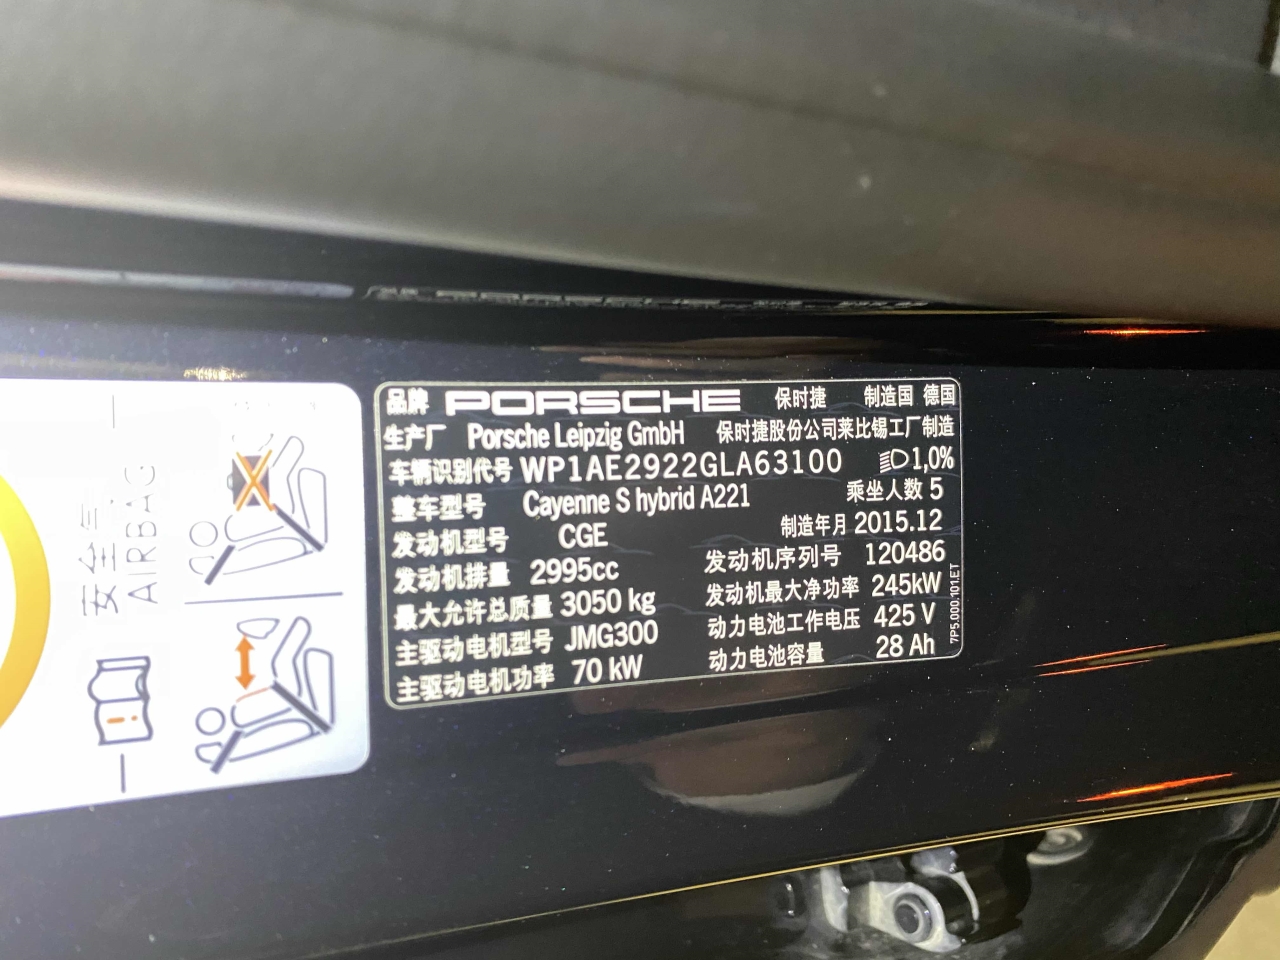 品牌 PORSCHE 保时捷 制造国 德国
生产厂 Porsche Leipzig GmbH 保时捷股份公司莱比锡工厂制造
车辆识别代号 WP1AE2922GLA63100 1,0%
整车型号 Cayenne S hybrid A221 乘坐人数 5
发动机型号 CGE 制造年月 2015.12
发动机排量 2995cc 发动机序列号 120486
最大允许总质量 3050 kg 发动机最大净功率 245kW
主驱动电机型号 JMG300 动力电池工作电压 425 V
主驱动电机功率 70 kW 动力电池容量 28 Ah
7P5.000.101.ET
安全气
AIRBAG